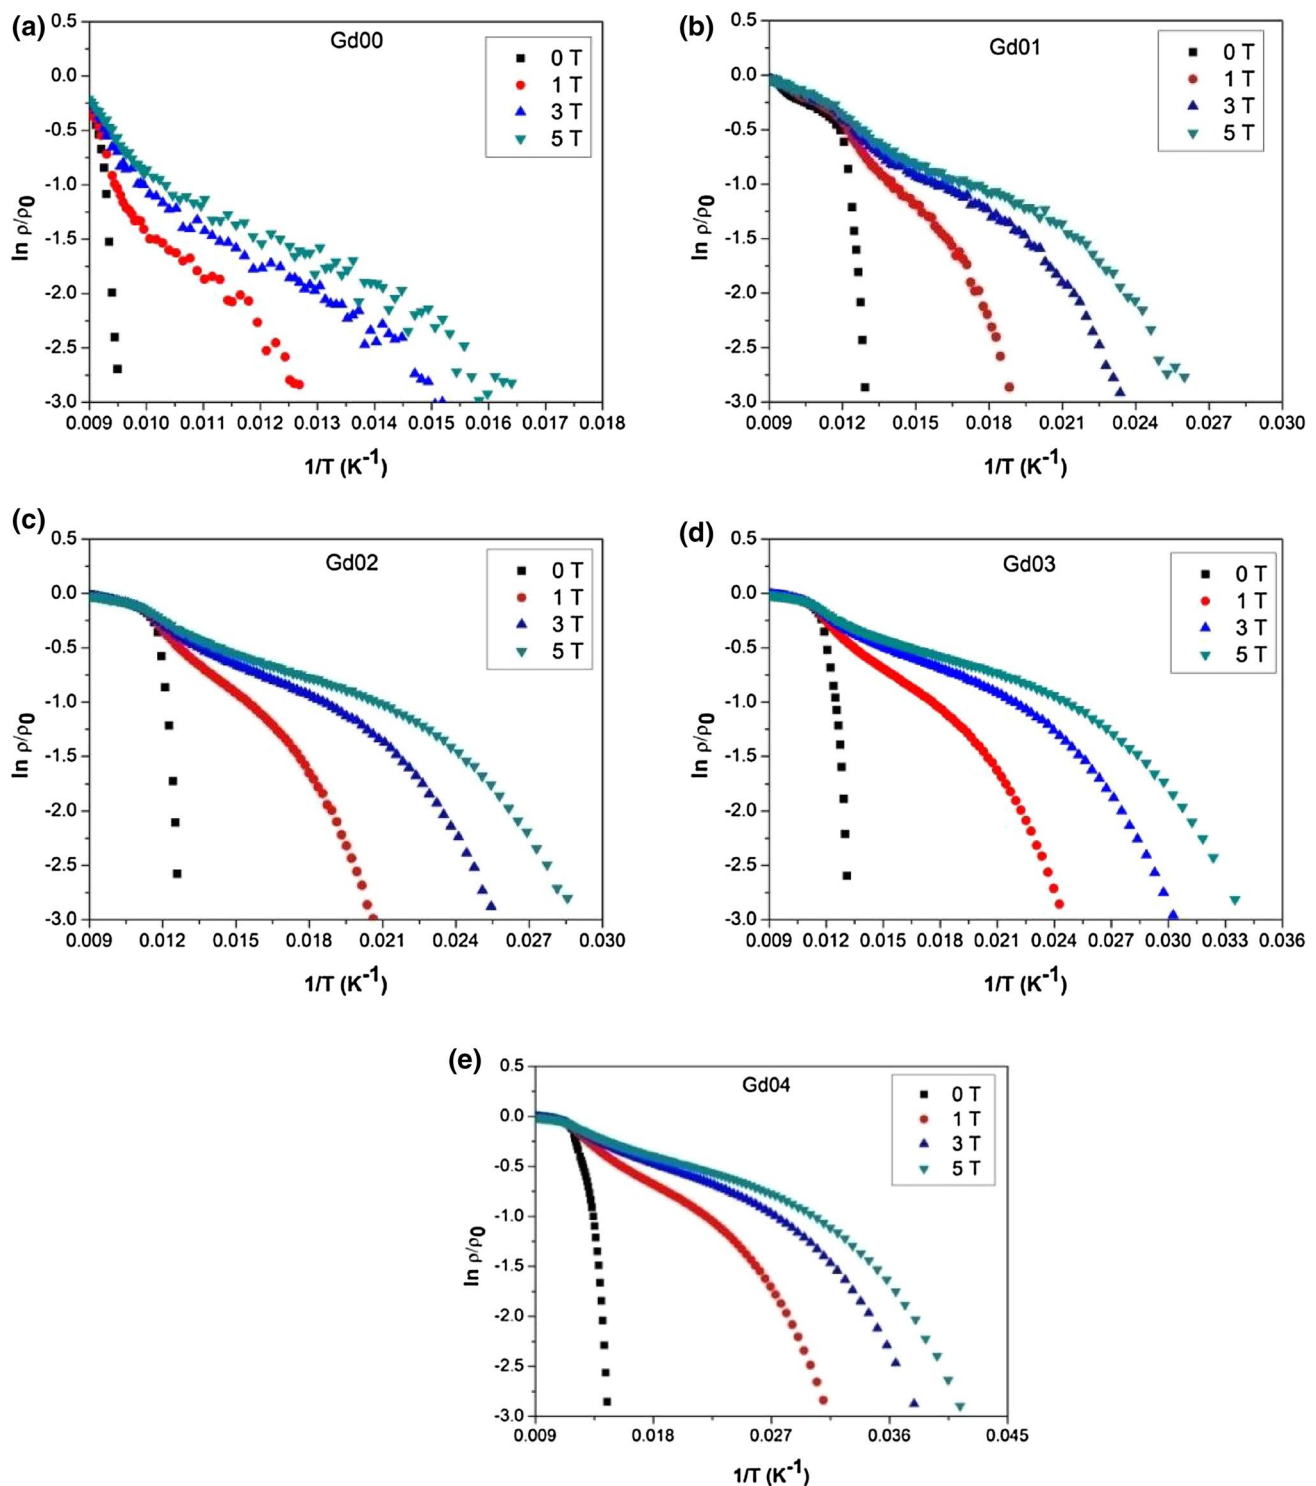 (a)
Gd00
0 T
1 T
3 T
5 T
0.5
0.0
-0.5
-1.0
-1.5
-2.0
-2.5
-3.0
ln ρ/ρ0
0.009 0.010 0.011 0.012 0.013 0.014 0.015 0.016 0.017 0.018
1/T (K-1)
(b)
Gd01
0 T
1 T
3 T
5 T
0.5
0.0
-0.5
-1.0
-1.5
-2.0
-2.5
-3.0
ln ρ/ρ0
0.009 0.012 0.015 0.018 0.021 0.024 0.027 0.030
1/T (K-1)
(c)
Gd02
0 T
1 T
3 T
5 T
0.5
0.0
-0.5
-1.0
-1.5
-2.0
-2.5
-3.0
ln ρ/ρ0
0.009 0.012 0.015 0.018 0.021 0.024 0.027 0.030
1/T (K-1)
(d)
Gd03
0 T
1 T
3 T
5 T
0.5
0.0
-0.5
-1.0
-1.5
-2.0
-2.5
-3.0
ln ρ/ρ0
0.009 0.012 0.015 0.018 0.021 0.024 0.027 0.030 0.033 0.036
1/T (K-1)
(e)
Gd04
0 T
1 T
3 T
5 T
0.5
0.0
-0.5
-1.0
-1.5
-2.0
-2.5
-3.0
ln ρ/ρ0
0.009 0.018 0.027 0.036 0.045
1/T (K-1)